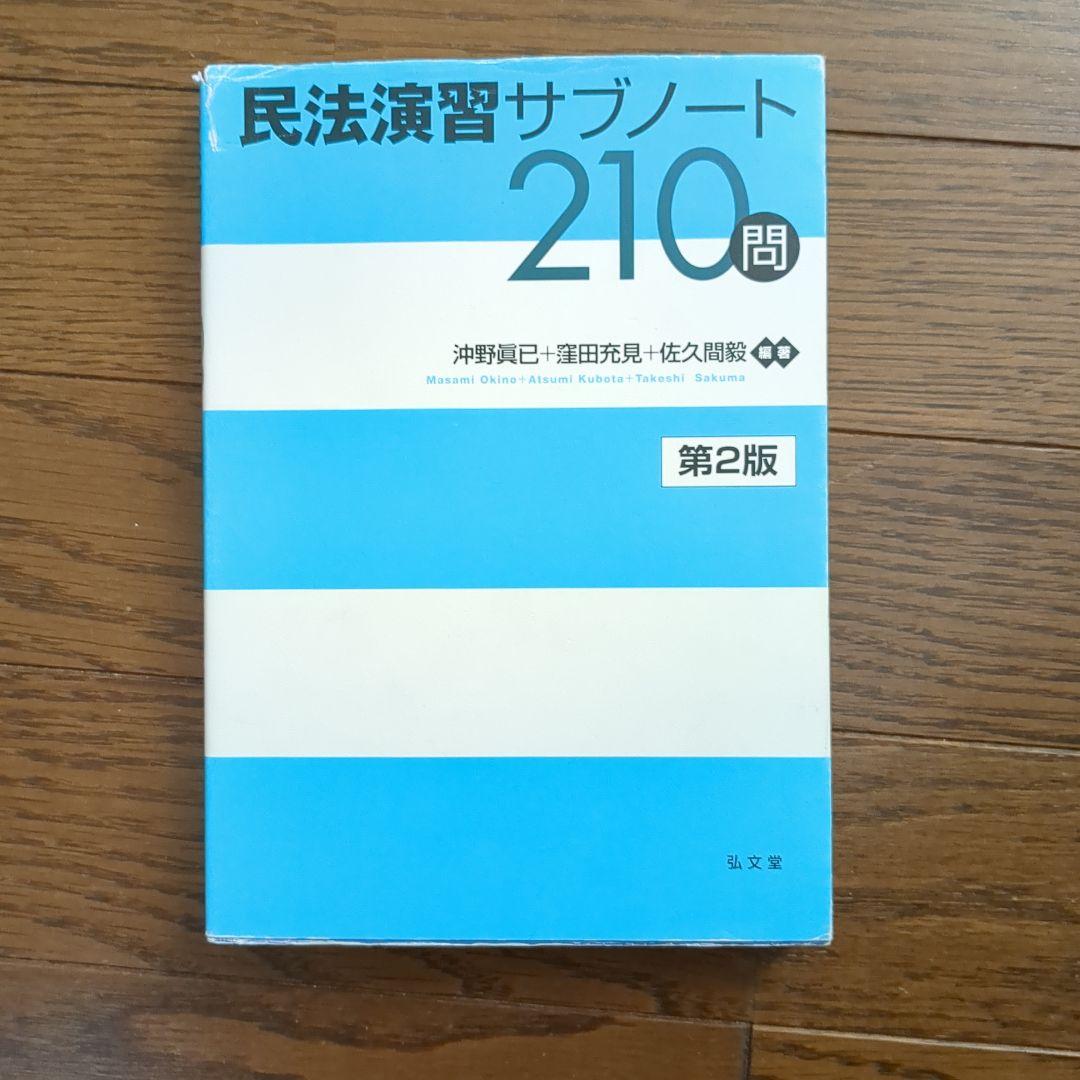 民法演習サブノート
210問
沖野眞已+窪田充見+佐久間毅 編著
Masami Okino+Atsumi Kubota+Takeshi Sakuma
第2版
弘文堂